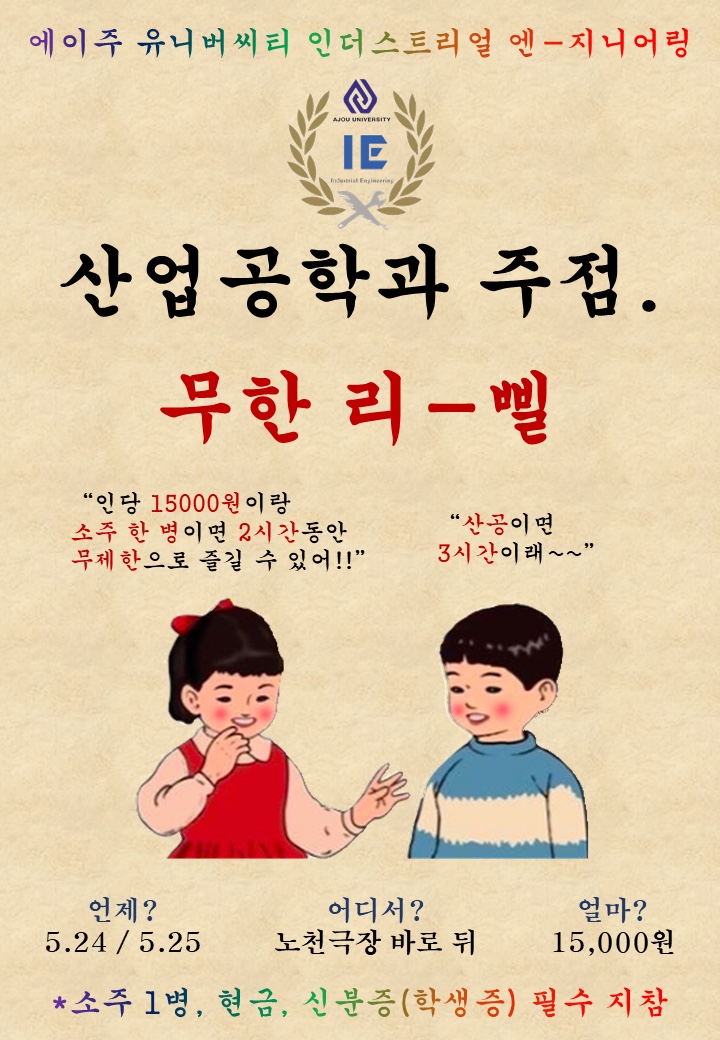 에이주 유니버씨티 인더스트리얼 엔-지니어링
AJOU UNIVERSITY
IE
Industrial Engineering
산업공학과 주점.
무한 리-삘
“인당 15000원이랑
소주 한 병이면 2시간동안
무제한으로 즐길 수 있어!!”
“산공이면
3시간이래~~”
언제?
5.24 / 5.25
어디서?
노천극장 바로 뒤
얼마?
15,000원
*소주 1병, 현금, 신분증(학생증) 필수 지참